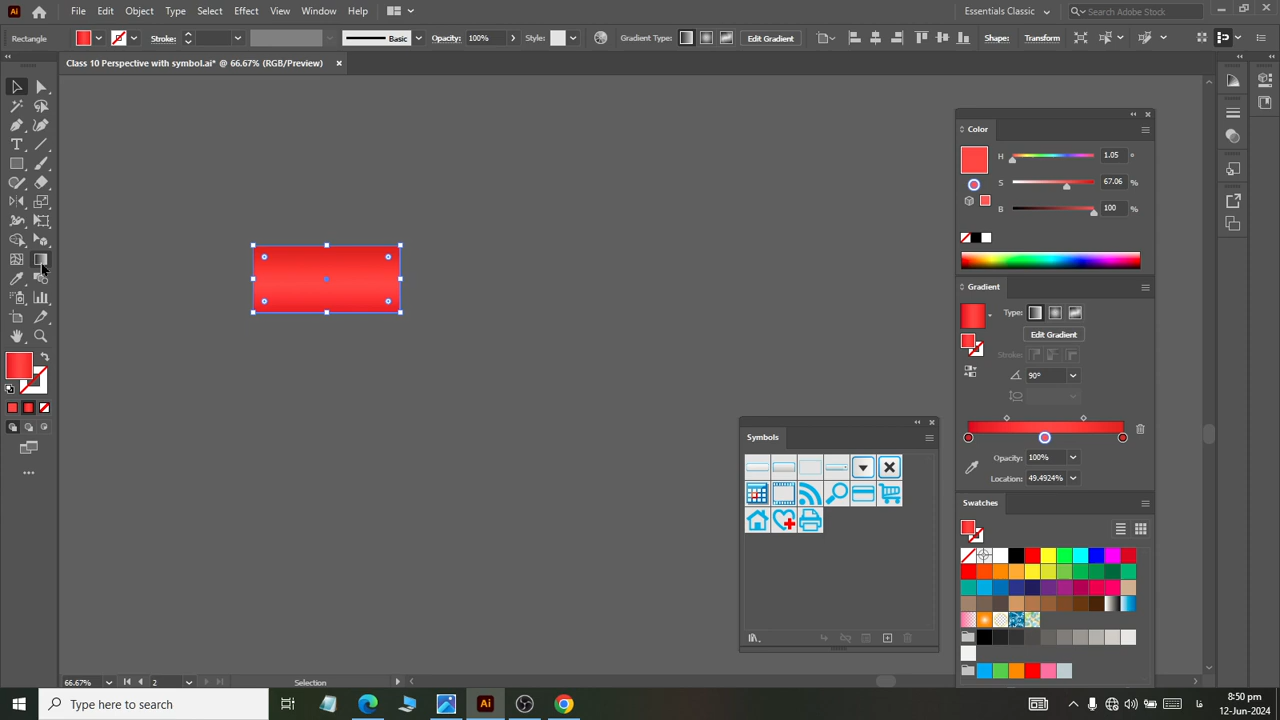 Ai File Edit Object Type Select Effect View Window Help Essentials Classic Search Adobe Stock
Rectangle Stroke: Basic Opacity: 100% Style: Gradient Type: Edit Gradient Shape: Transform
Class 10 Perspective with symbol.ai* @ 66.67% (RGB/Preview)
Color
H 1.05 °
S 67.06 %
B 100 %
Gradient
Type:
Edit Gradient
Stroke:
90°
Opacity: 100%
Location: 49.4924%
Symbols
Swatches
66.67% 2 Selection
Type here to search
Ai
8:50 pm
12-Jun-2024